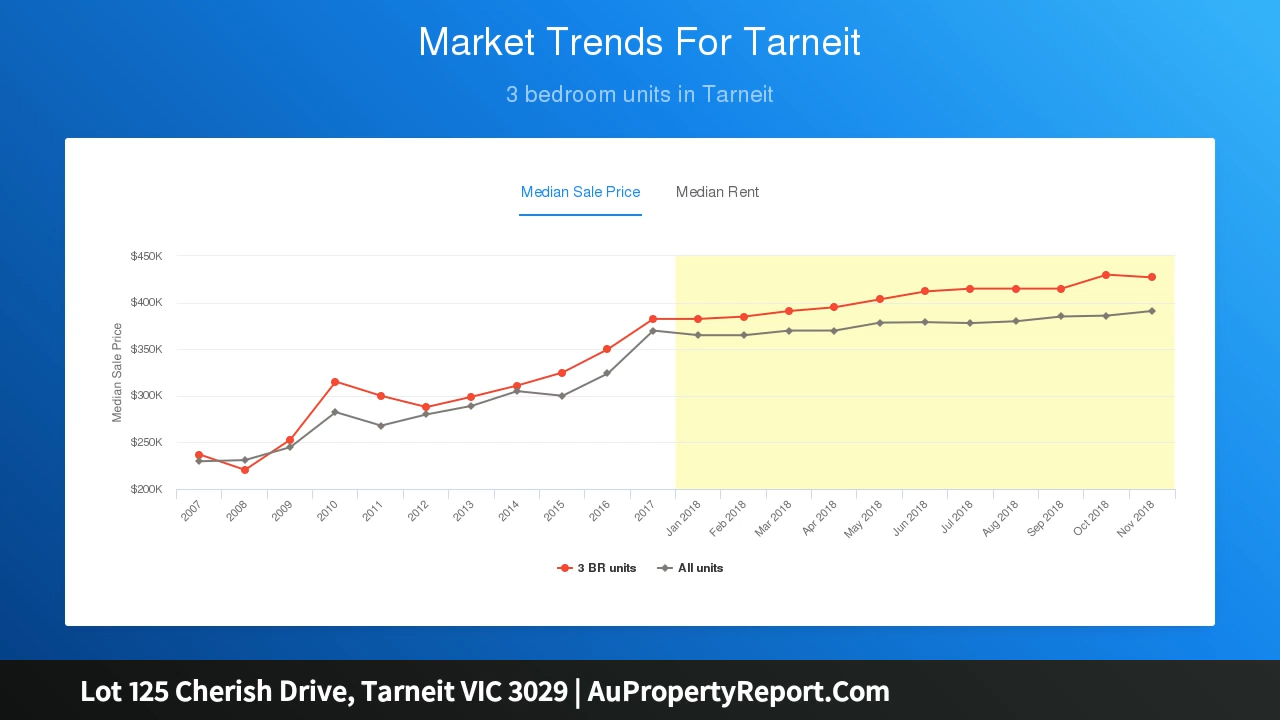 Market Trends For Tarneit
3 bedroom units in Tarneit
Median Sale Price
Median Rent
Median Sale Price
$450K
$400K
$350K
$300K
$250K
$200K
2007
2008
2009
2010
2011
2012
2013
2014
2015
2016
2017
Jan 2018
Feb 2018
Mar 2018
Apr 2018
May 2018
Jun 2018
Jul 2018
Aug 2018
Sep 2018
Oct 2018
Nov 2018
3 BR units
All units
Lot 125 Cherish Drive, Tarneit VIC 3029 | AuPropertyReport.Com